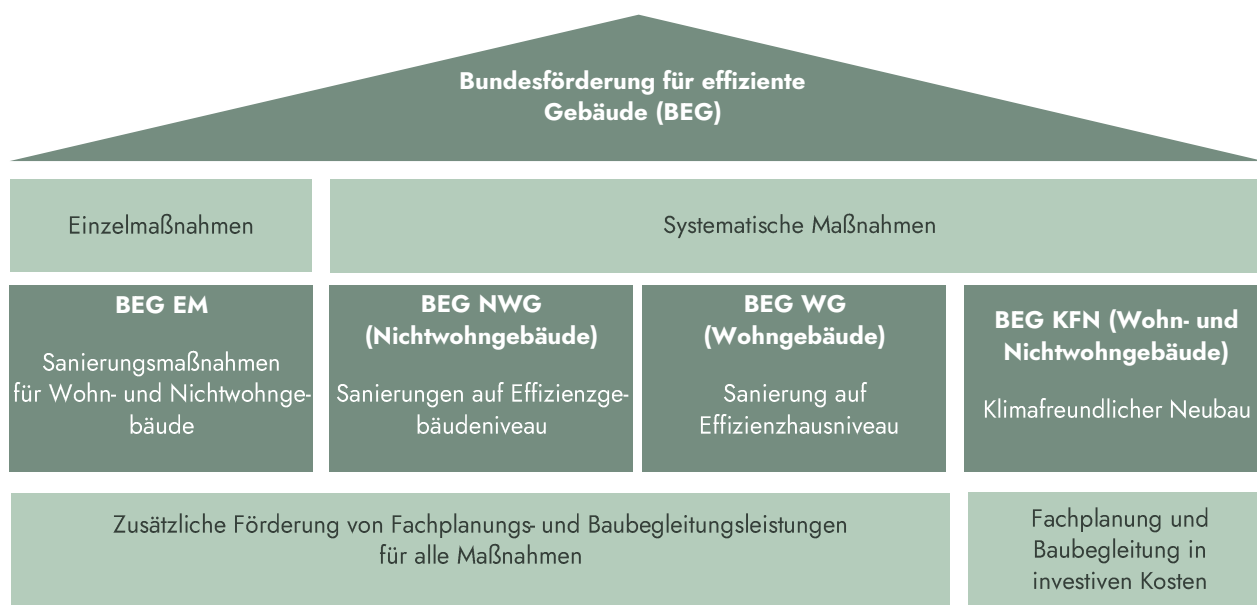 Bundesförderung für effiziente
Gebäude (BEG)
Einzelmaßnahmen
Systematische Maßnahmen
BEG EM
Sanierungsmaßnahmen
für Wohn- und Nichtwohnge-
bäude
BEG NWG
(Nichtwohngebäude)
Sanierungen auf Effizienzge-
bäudeniveau
BEG WG
(Wohngebäude)
Sanierung auf
Effizienzhausniveau
BEG KFN (Wohn- und
Nichtwohngebäude)
Klimafreundlicher Neubau
Zusätzliche Förderung von Fachplanungs- und Baubegleitungsleistungen
für alle Maßnahmen
Fachplanung und
Baubegleitung in
investiven Kosten